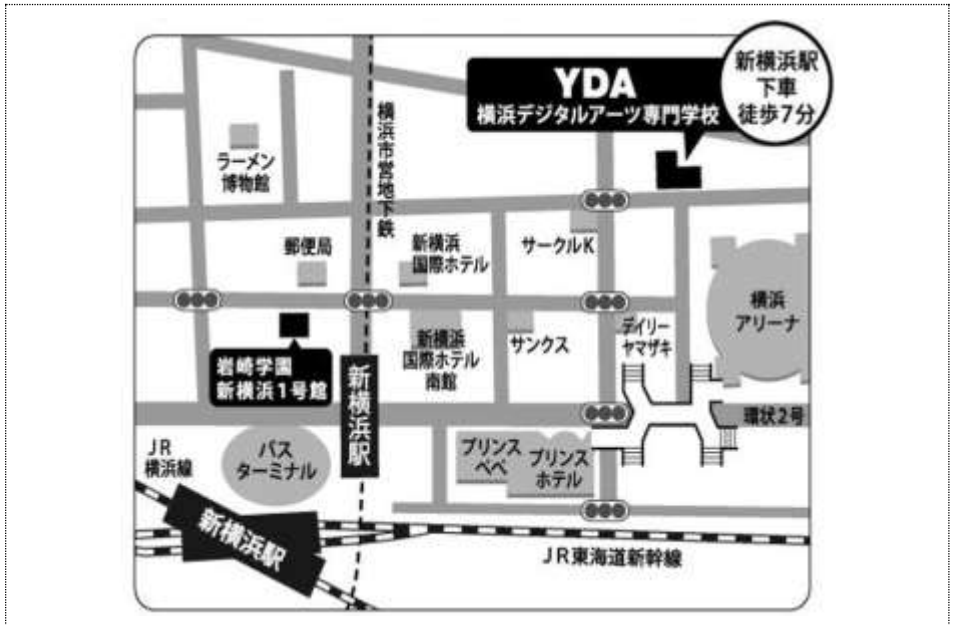 YDA
横浜デジタルアーツ専門学校
新横浜駅
下車
徒歩7分
横浜市営地下鉄
ラーメン
博物館
郵便局
新横浜
国際ホテル
サークルK
横浜
アリーナ
岩崎学園
新横浜1号館
新横浜駅
新横浜
国際ホテル
南館
サンクス
デイリー
ヤマザキ
環状2号
JR
横浜線
バス
ターミナル
プリンス
ペペ
プリンス
ホテル
新横浜駅
JR東海道新幹線